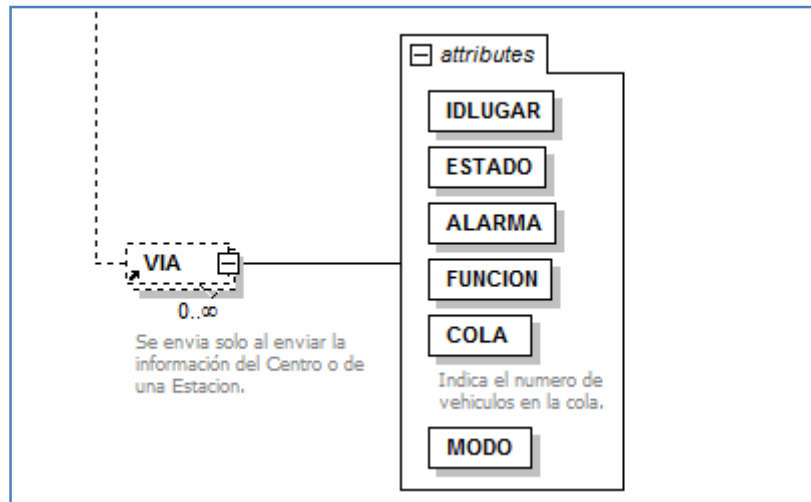 attributes
IDLUGAR
ESTADO
ALARMA
FUNCION
COLA
Indica el numero de
vehiculos en la cola.
MODO
VIA
0..∞
Se envia solo al enviar la
información del Centro o de
una Estacion.